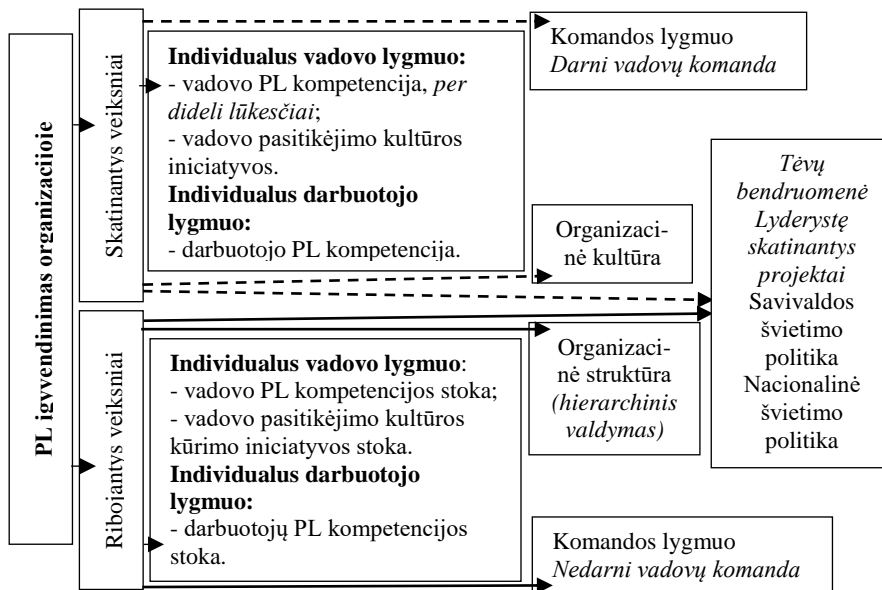 PL įgyvendinimas organizacijoje
Skatinantys veiksniai
Individualus vadovo lygmuo:
- vadovo PL kompetencija, per
dideli lūkesčiai;
- vadovo pasitikėjimo kultūros
iniciatyvos.
Individualus darbuotojo
lygmuo:
- darbuotojo PL kompetencija.
Komandos lygmuo
Darni vadovų komanda
Organizaci-
nė kultūra
Tėvų
bendruomenė
Lyderystę
skatinantys
projektai
Savivaldos
švietimo
politika
Nacionalinė
švietimo
politika
Ribojantys veiksniai
Individualus vadovo lygmuo:
- vadovo PL kompetencijos stoka;
- vadovo pasitikėjimo kultūros
kūrimo iniciatyvos stoka.
Individualus darbuotojo
lygmuo:
- darbuotojų PL kompetencijos
stoka.
Organizaci-
nė struktūra
(hierarchinis
valdymas)
Komandos lygmuo
Nedarni vadovų komanda